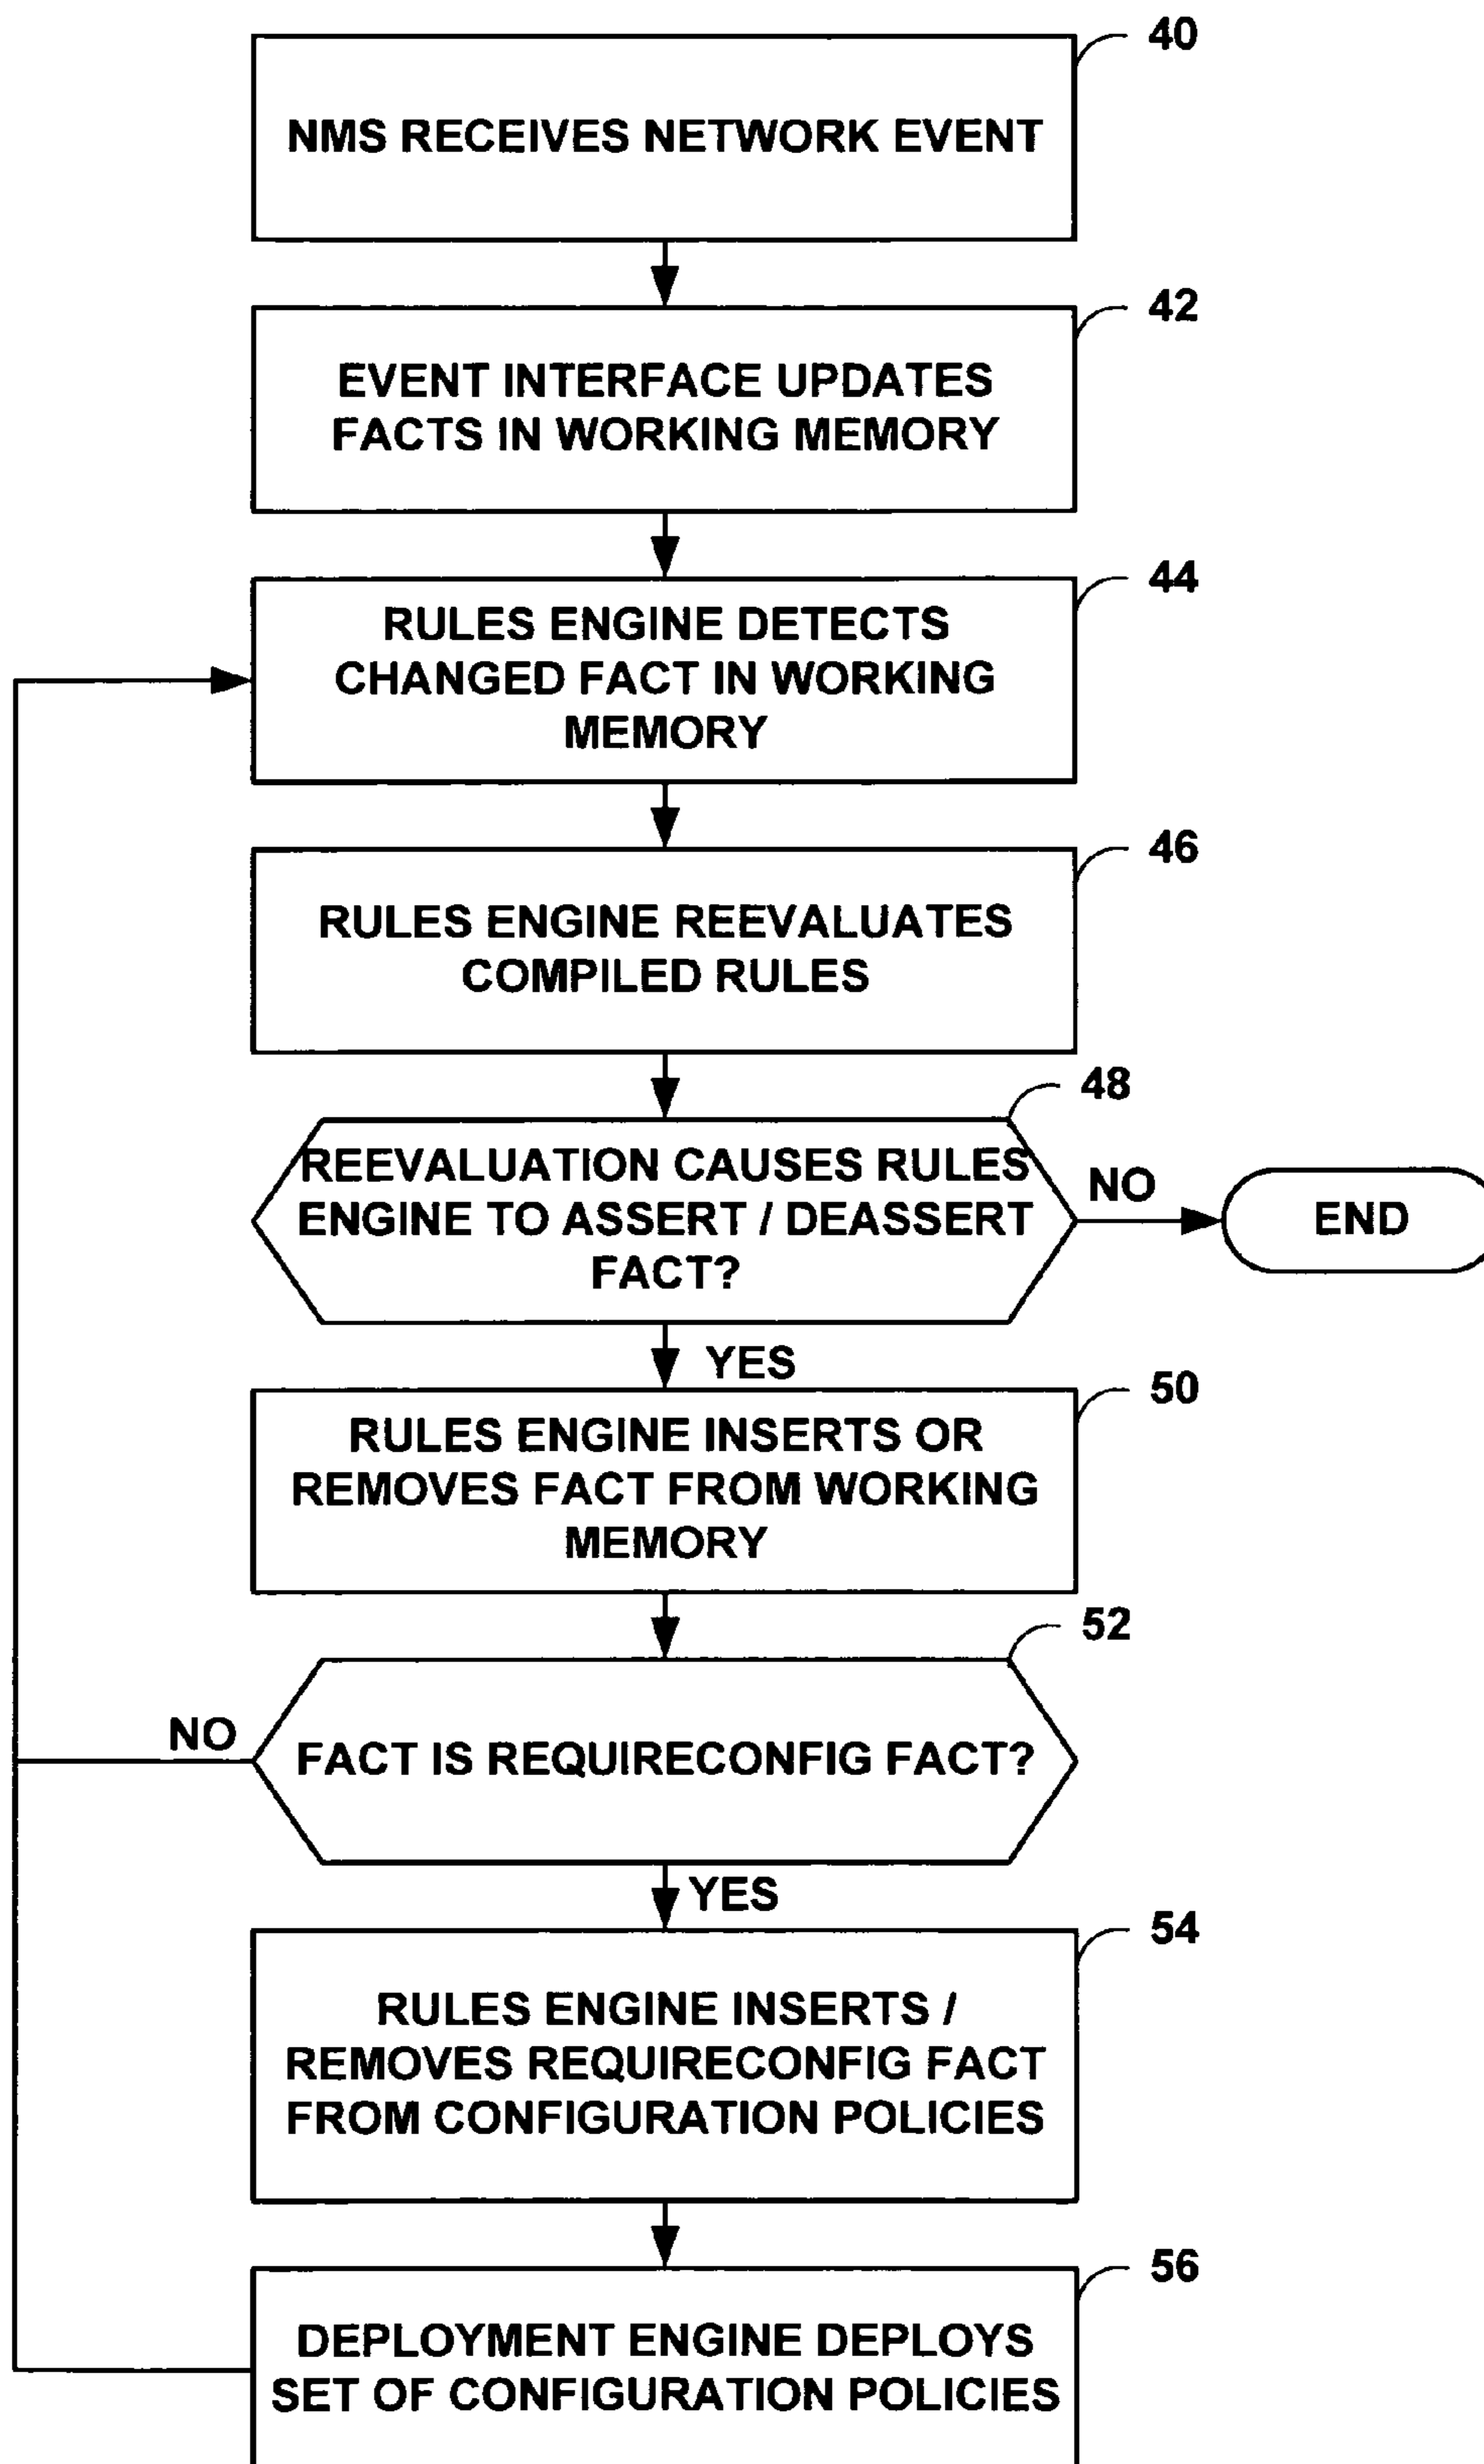 40
NMS RECEIVES NETWORK EVENT
42
EVENT INTERFACE UPDATES
FACTS IN WORKING MEMORY
44
RULES ENGINE DETECTS
CHANGED FACT IN WORKING
MEMORY
46
RULES ENGINE REEVALUATES
COMPILED RULES
48
REEVALUATION CAUSES RULES
ENGINE TO ASSERT / DEASSERT
FACT?
NO
END
YES
50
RULES ENGINE INSERTS OR
REMOVES FACT FROM WORKING
MEMORY
52
NO
FACT IS REQUIRECONFIG FACT?
YES
54
RULES ENGINE INSERTS /
REMOVES REQUIRECONFIG FACT
FROM CONFIGURATION POLICIES
56
DEPLOYMENT ENGINE DEPLOYS
SET OF CONFIGURATION POLICIES